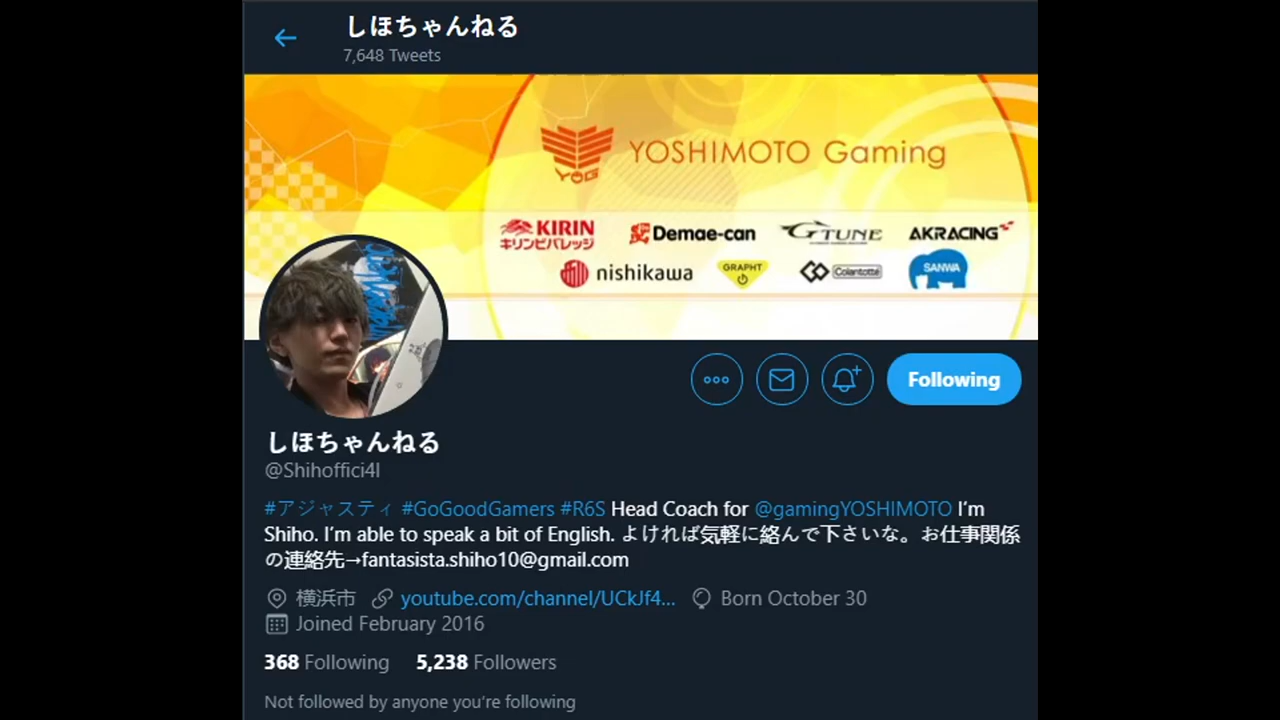 しほちゃんねる
7,648 Tweets
YOSHIMOTO Gaming
YOG
KIRIN
キリンビバレッジ
Demae-can
GTUNE
AKRACING
nishikawa
GRAPHT
Colantotte
SANWA
Following
しほちゃんねる
@Shihoffici4l
#アジャスティ #GoGoodGamers #R6S Head Coach for @gamingYOSHIMOTO I'm
Shiho. I'm able to speak a bit of English. よければ気軽に絡んで下さいな。お仕事関係
の連絡先→fantasista.shiho10@gmail.com
横浜市 youtube.com/channel/UCkJf4... Born October 30
Joined February 2016
368 Following 5,238 Followers
Not followed by anyone you're following